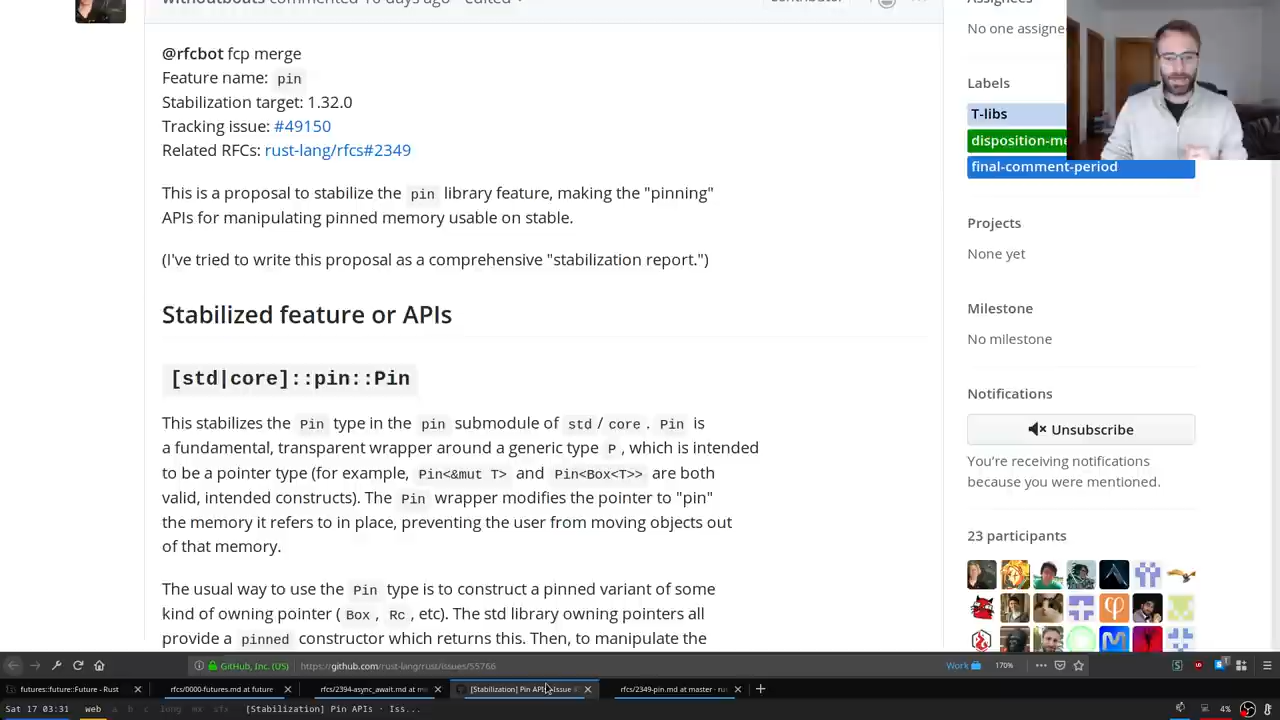 withoutboats commented 10 days ago · edited
Contributor
Assignees
No one assigne
@rfcbot fcp merge
Feature name: pin
Stabilization target: 1.32.0
Tracking issue: #49150
Related RFCs: rust-lang/rfcs#2349
This is a proposal to stabilize the pin library feature, making the "pinning"
APIs for manipulating pinned memory usable on stable.
(I've tried to write this proposal as a comprehensive "stabilization report.")
Stabilized feature or APIs
[std|core]::pin::Pin
This stabilizes the Pin type in the pin submodule of std / core . Pin is
a fundamental, transparent wrapper around a generic type P , which is intended
to be a pointer type (for example, Pin<&mut T> and Pin<Box<T>> are both
valid, intended constructs). The Pin wrapper modifies the pointer to "pin"
the memory it refers to in place, preventing the user from moving objects out
of that memory.
The usual way to use the Pin type is to construct a pinned variant of some
kind of owning pointer ( Box , Rc , etc). The std library owning pointers all
provide a pinned constructor which returns this. Then, to manipulate the
Labels
T-libs
disposition-me
final-comment-period
Projects
None yet
Milestone
No milestone
Notifications
Unsubscribe
You're receiving notifications
because you were mentioned.
23 participants
GitHub, Inc. (US)
https://github.com/rust-lang/rust/issues/55766
Work
170%
futures::future::Future - Rust
rfcs/0000-futures.md at future
rfcs/2394-async_await.md at m
[Stabilization] Pin APIs · Issue
rfcs/2349-pin.md at master · ru
Sat 17 03:31 web
[Stabilization] Pin APIs · Iss...
4%